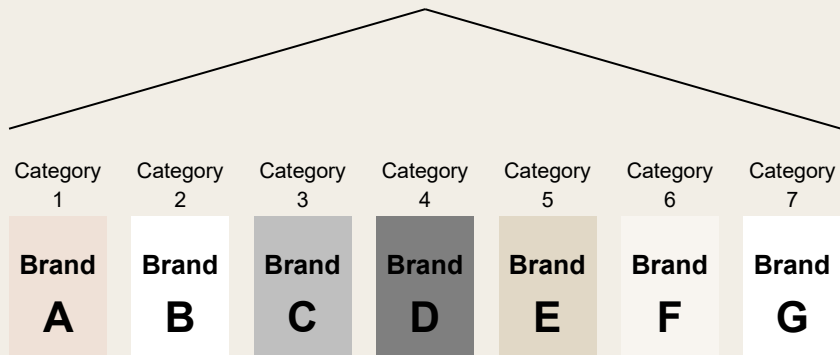 Category Category Category Category Category Category Category
1 2 3 4 5 6 7
Brand Brand Brand Brand Brand Brand Brand
A B C D E F G